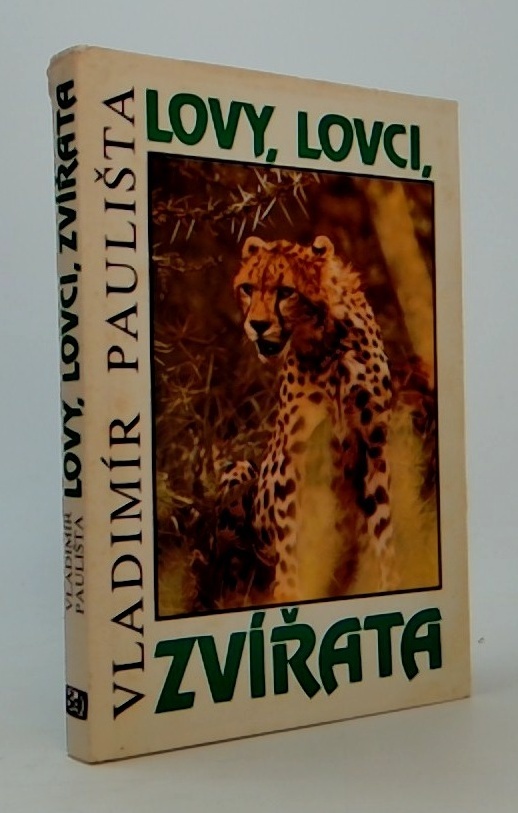 LOVY, LOVCI,
ZVÍŘATA
VLADIMÍR PAULIŠTA
VLADIMÍR
PAULIŠTA
LOVY, LOVCI, ZVÍŘATA